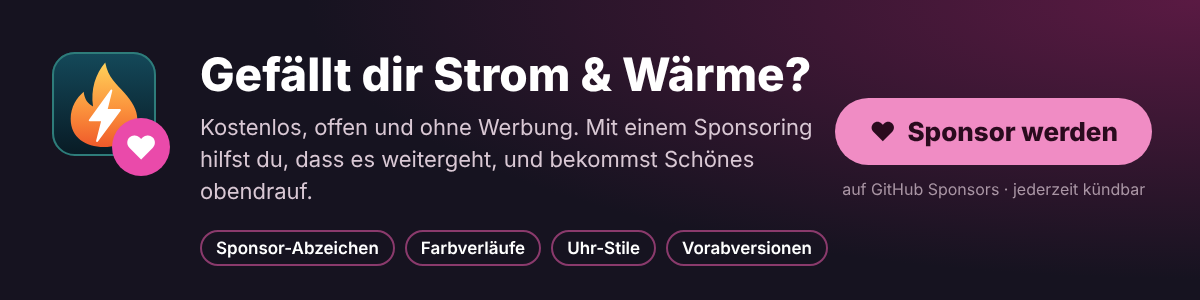 Gefällt dir Strom & Wärme?
Kostenlos, offen und ohne Werbung. Mit einem Sponsoring
hilfst du, dass es weitergeht, und bekommst Schönes
obendrauf.
Sponsor-Abzeichen Farbverläufe Uhr-Stile Vorabversionen
♥ Sponsor werden
auf GitHub Sponsors · jederzeit kündbar